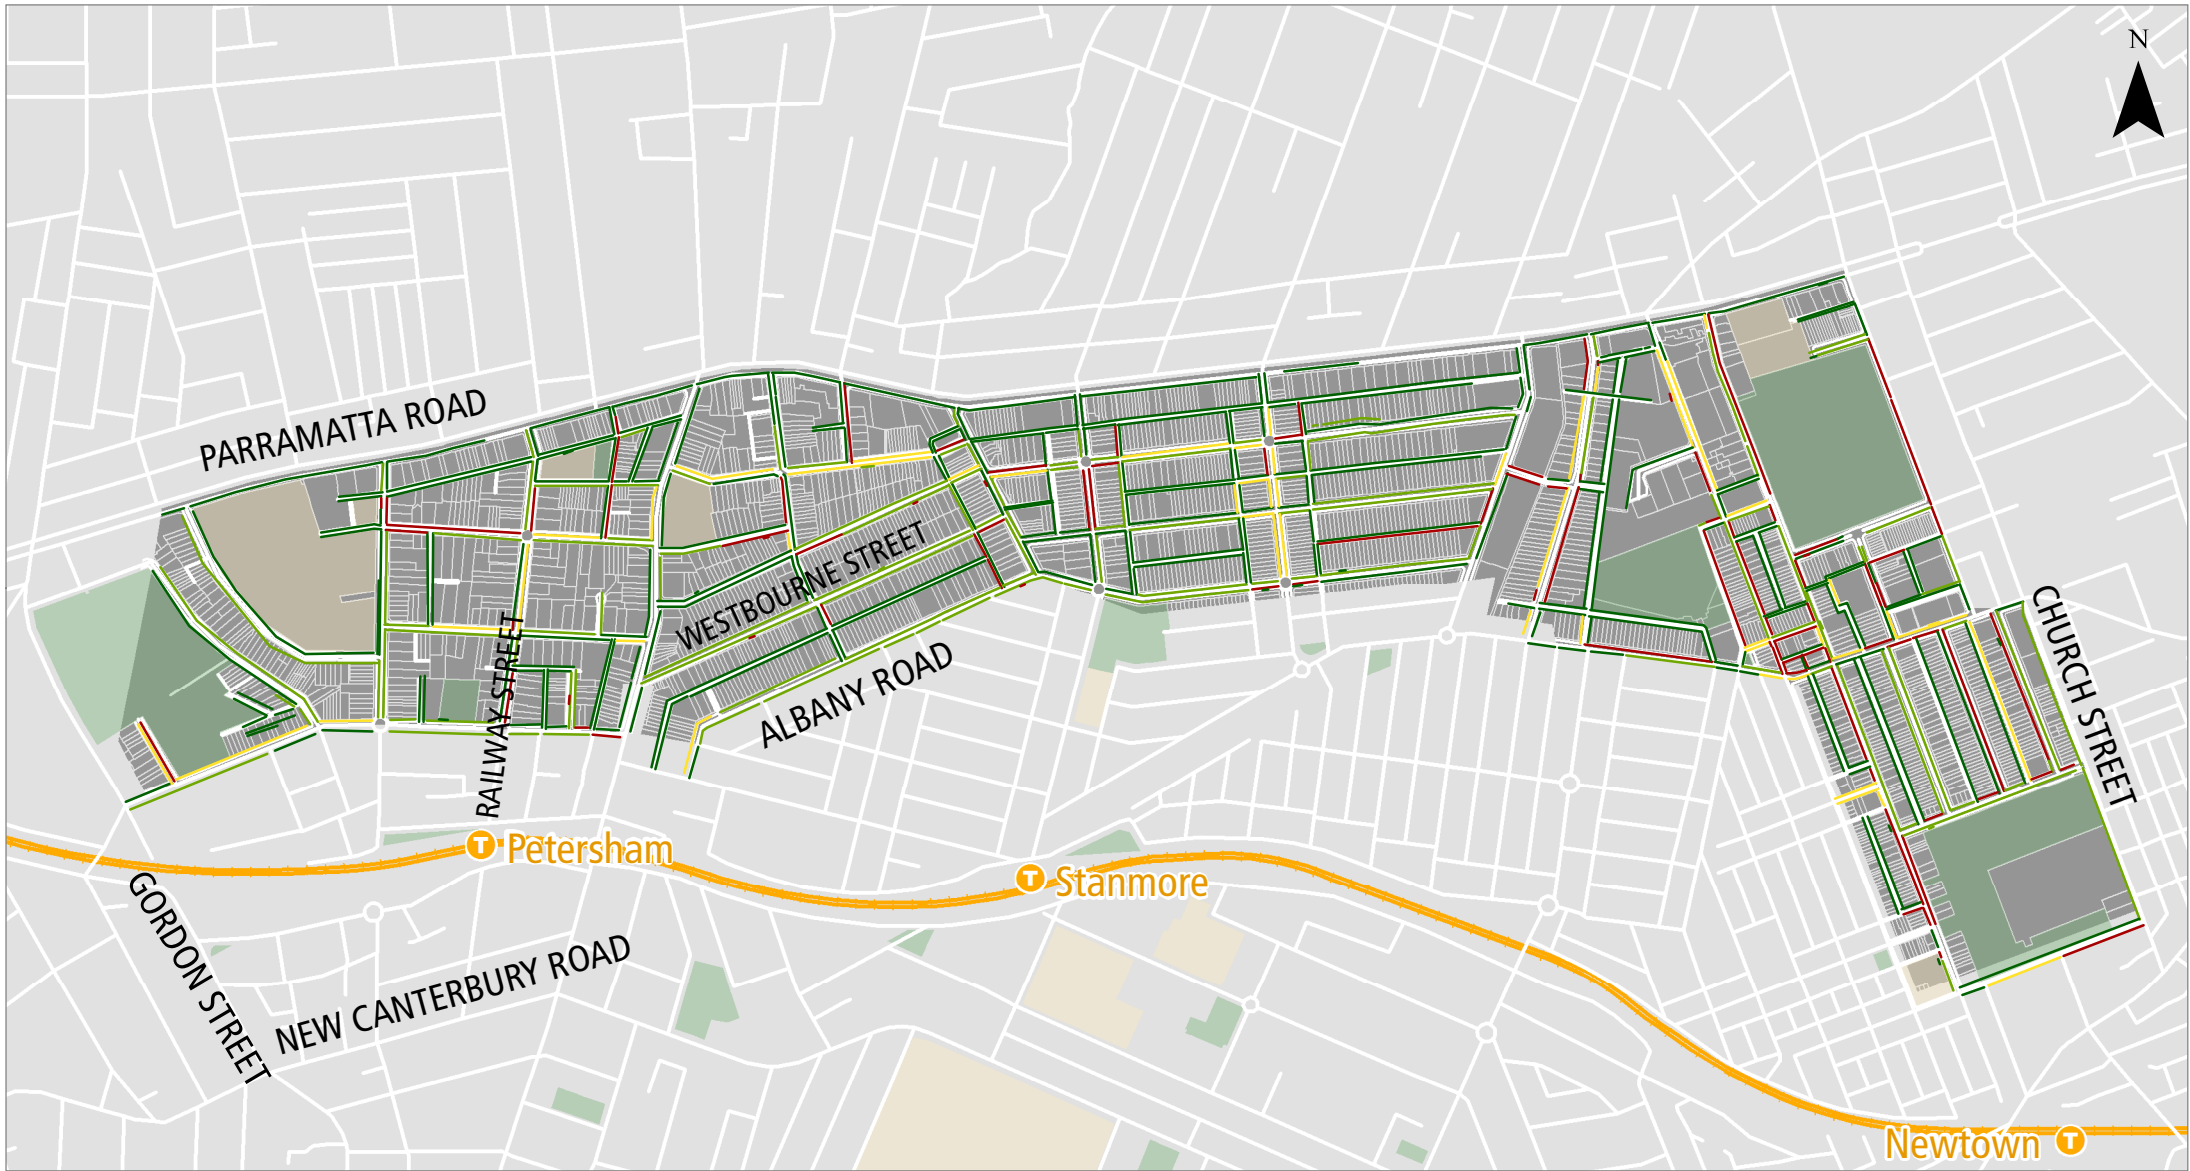 N
PARRAMATTA ROAD
WESTBOURNE STREET
CHURCH STREET
RAILWAY STREET
ALBANY ROAD
T Petersham
T Stanmore
GORDON STREET
NEW CANTERBURY ROAD
Newtown T